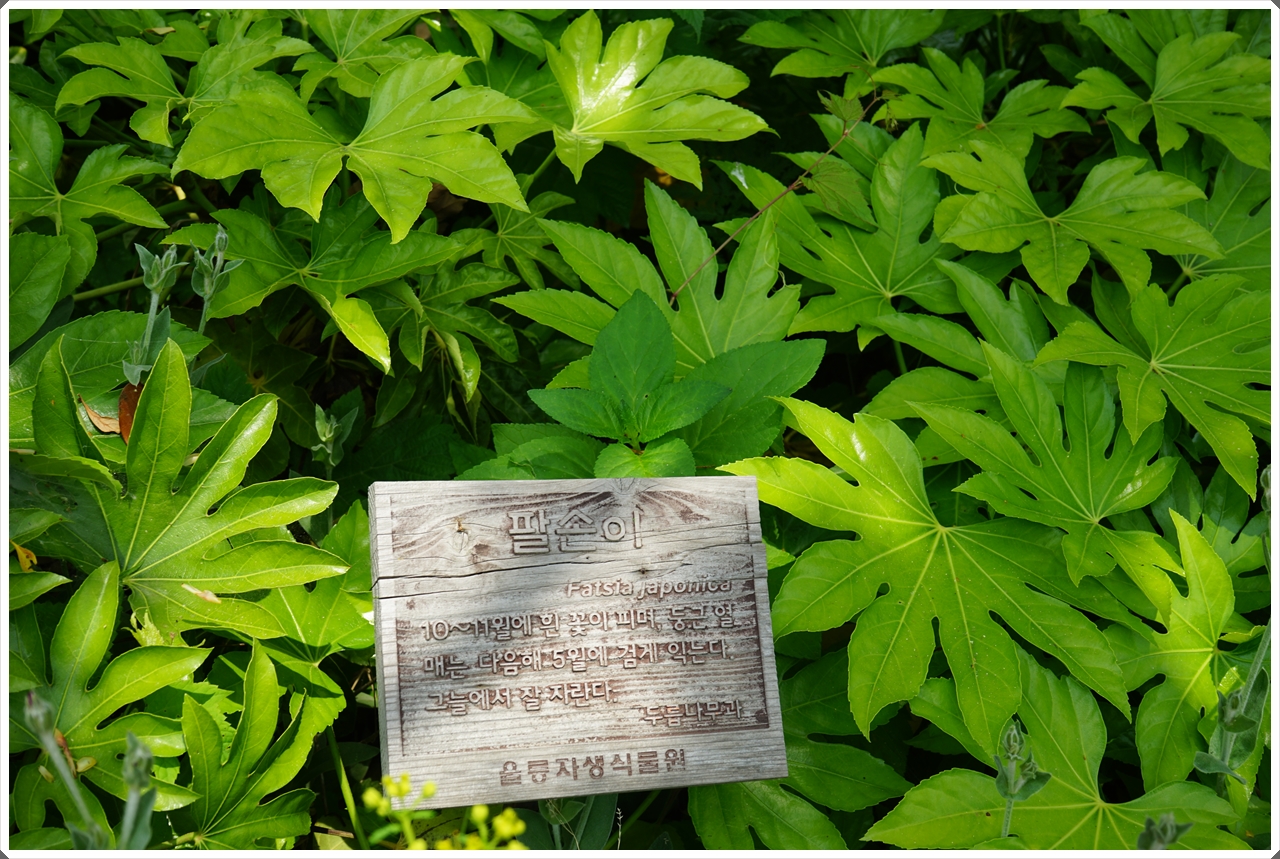 팔손이
Fatsia japonica
10~11월에 흰 꽃이 피며, 둥근 열
매는 다음해 5월에 검게 익는다.
그늘에서 잘 자란다.
두릅나무과
울릉자생식물원